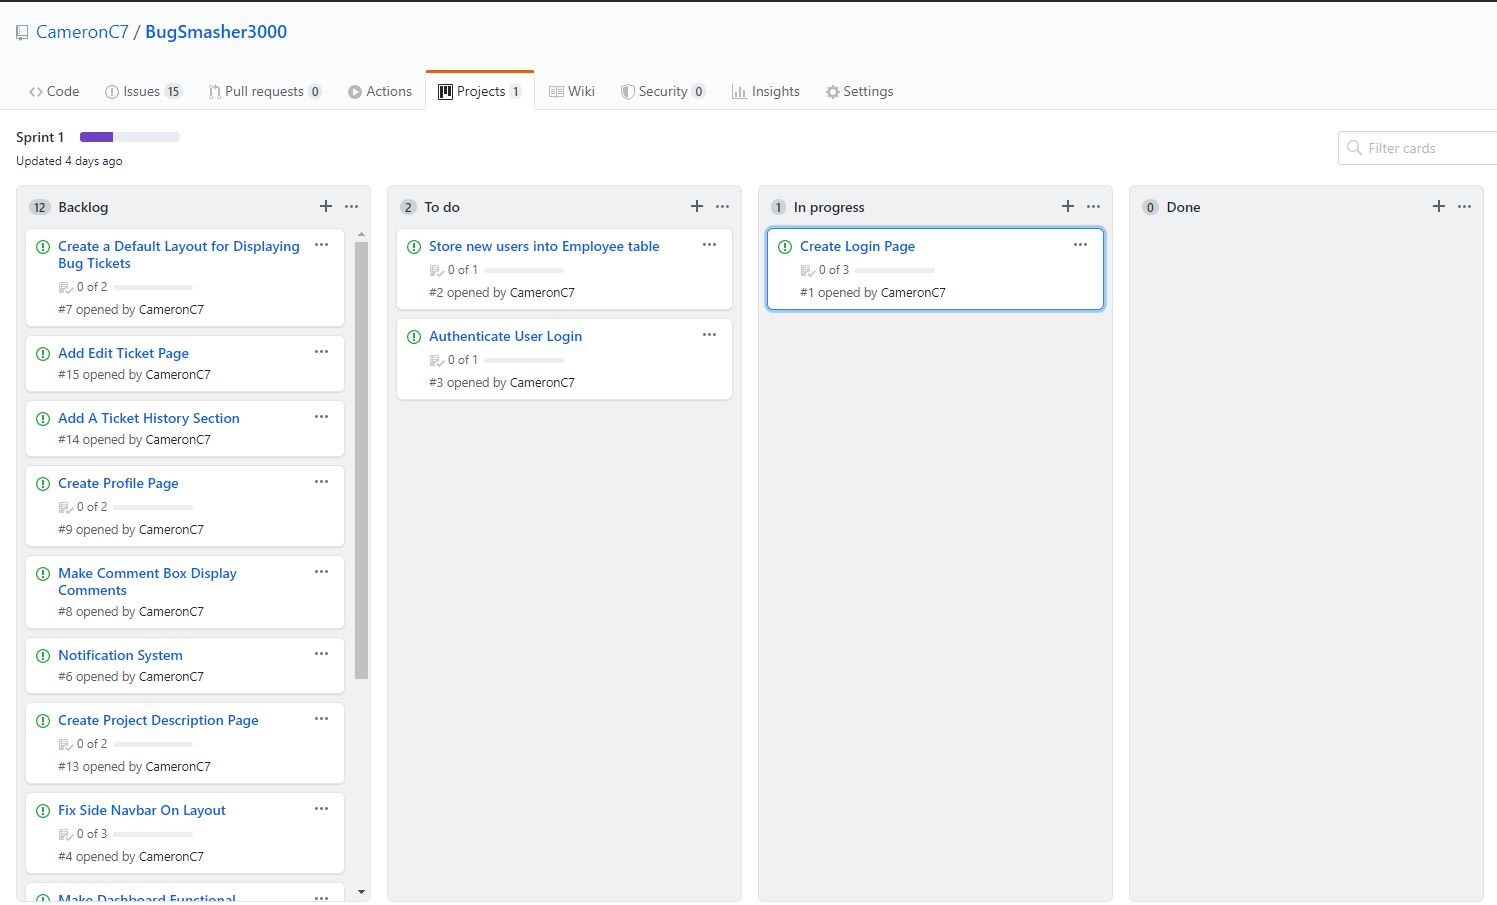 CameronC7 / BugSmasher3000
Code Issues 15 Pull requests 0 Actions Projects 1 Wiki Security 0 Insights Settings
Sprint 1
Updated 4 days ago
Filter cards
12 Backlog
Create a Default Layout for Displaying
Bug Tickets
0 of 2
#7 opened by CameronC7
Add Edit Ticket Page
#15 opened by CameronC7
Add A Ticket History Section
#14 opened by CameronC7
Create Profile Page
0 of 2
#9 opened by CameronC7
Make Comment Box Display
Comments
#8 opened by CameronC7
Notification System
#6 opened by CameronC7
Create Project Description Page
0 of 2
#13 opened by CameronC7
Fix Side Navbar On Layout
0 of 3
#4 opened by CameronC7
Make Dashboard Functional
2 To do
Store new users into Employee table
0 of 1
#2 opened by CameronC7
Authenticate User Login
0 of 1
#3 opened by CameronC7
1 In progress
Create Login Page
0 of 3
#1 opened by CameronC7
0 Done